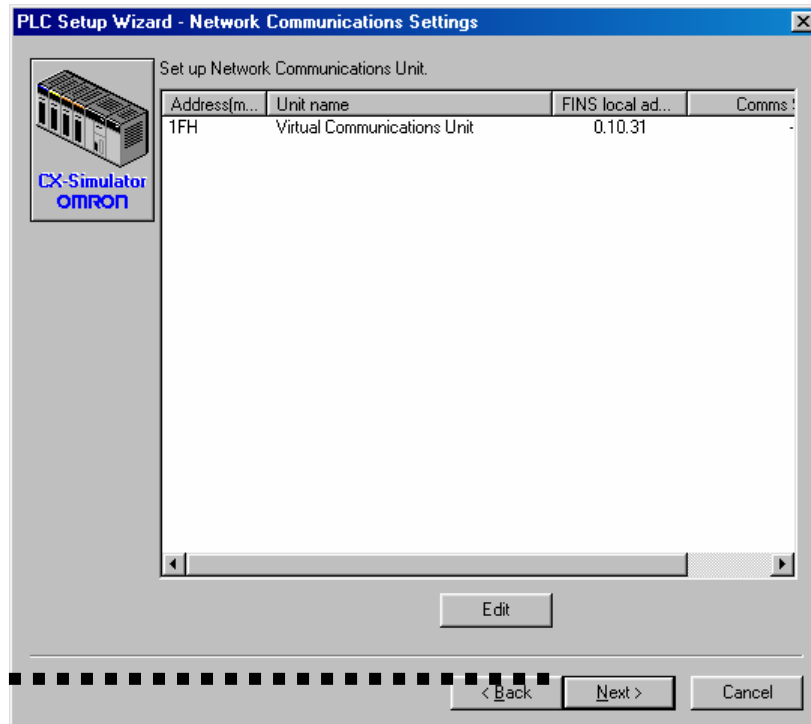 PLC Setup Wizard - Network Communications Settings
Set up Network Communications Unit.
Address(m... Unit name FINS local ad... Comms
1FH Virtual Communications Unit 0.10.31 -
CX-Simulator
OMRON
Edit
< Back Next > Cancel